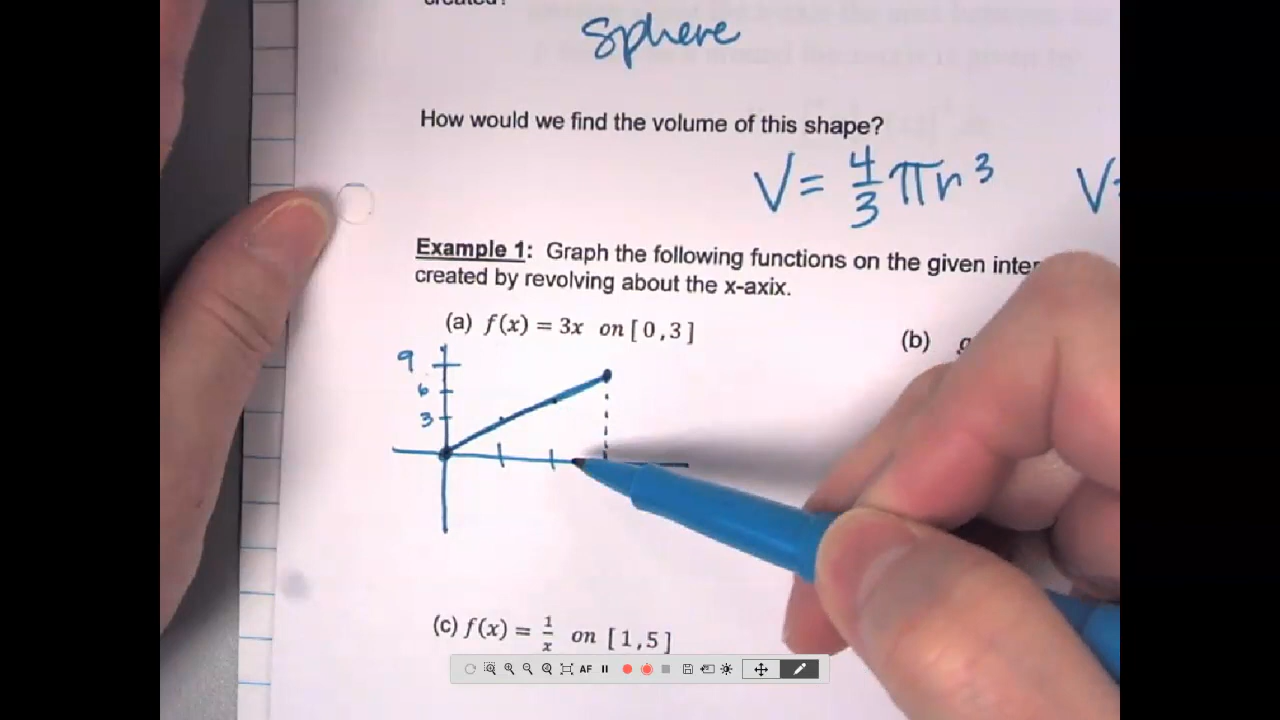 created?
sphere
How would we find the volume of this shape?
V = 4/3 πr³ V=
Example 1: Graph the following functions on the given
created by revolving about the x-axix.
(a) f(x) = 3x on [0,3]
(b)
9
6
3
(c) f(x) = 1/x on [1,5]
AF